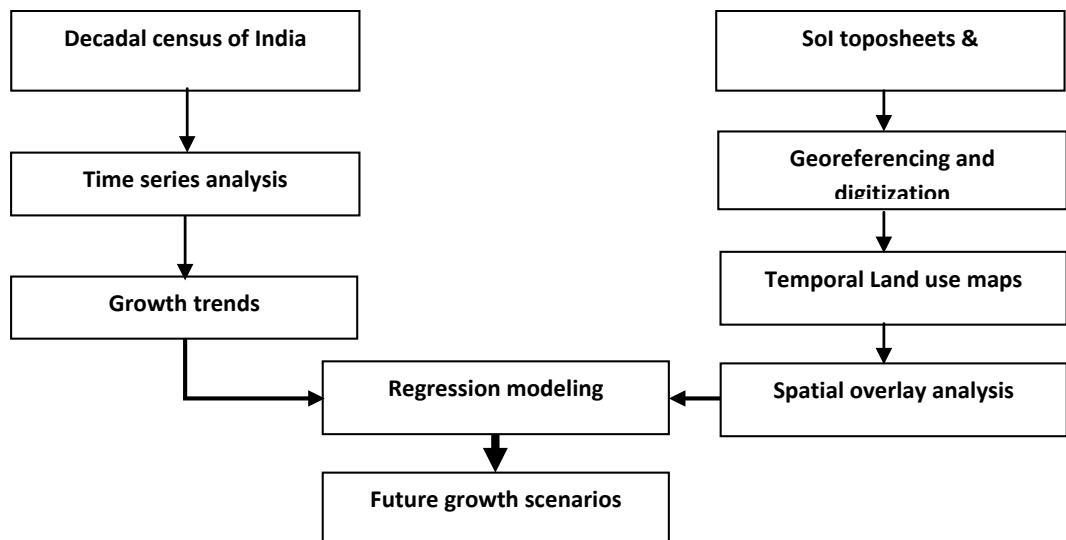 Decadal census of India
Time series analysis
Growth trends
SoI toposheets &
Georeferencing and
digitization
Temporal Land use maps
Spatial overlay analysis
Regression modeling
Future growth scenarios